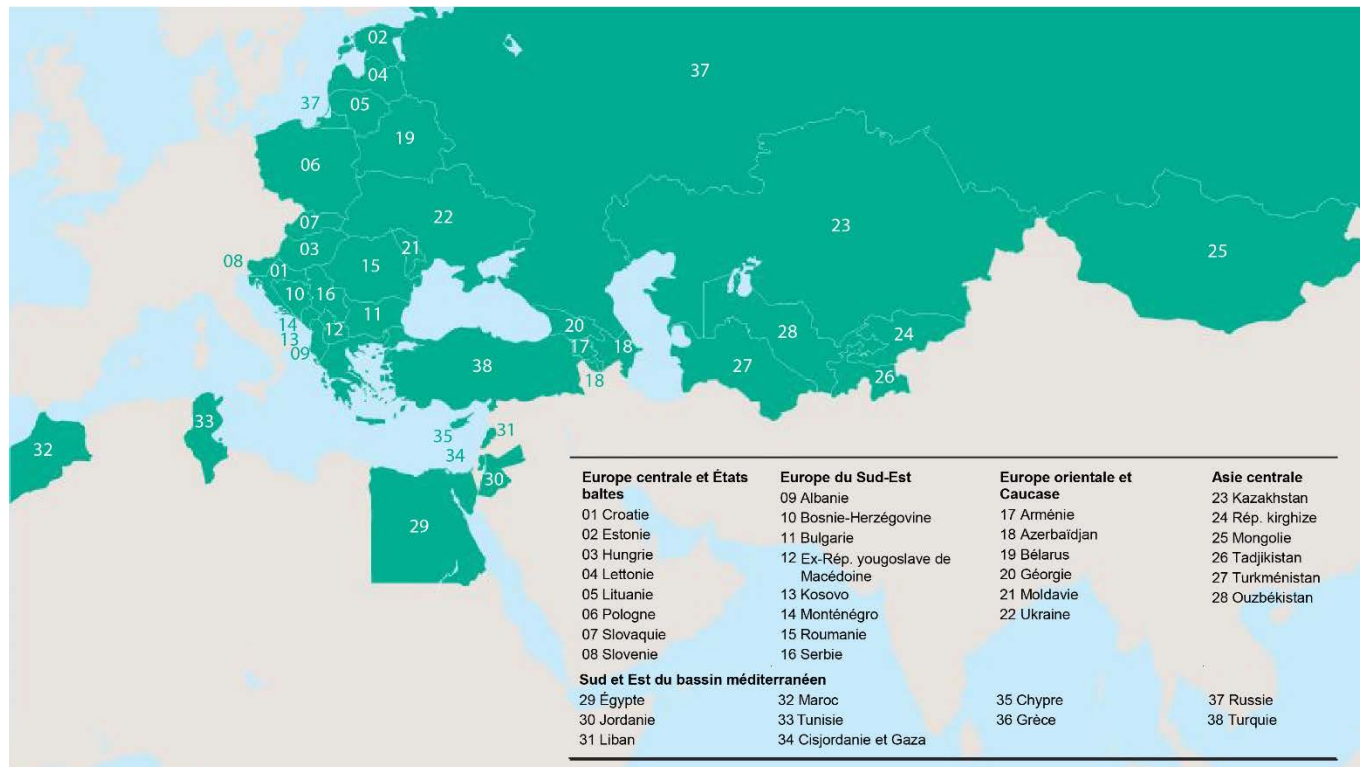 02
37
04
37
05
19
06
22
07
23
03
21
25
08
15
01
10
16
11
14
12
20
28
24
13
17
18
09
38
27
26
18
33
35
31
32
34
30
29
Europe centrale et États
baltes
01 Croatie
02 Estonie
03 Hungrie
04 Lettonie
05 Lituanie
06 Pologne
07 Slovaquie
08 Slovenie
Europe du Sud-Est
09 Albanie
10 Bosnie-Herzégovine
11 Bulgarie
12 Ex-Rép. yougoslave de
Macédoine
13 Kosovo
14 Monténégro
15 Roumanie
16 Serbie
Europe orientale et
Caucase
17 Arménie
18 Azerbaïdjan
19 Bélarus
20 Géorgie
21 Moldavie
22 Ukraine
Asie centrale
23 Kazakhstan
24 Rép. kirghize
25 Mongolie
26 Tadjikistan
27 Turkménistan
28 Ouzbékistan
Sud et Est du bassin méditerranéen
29 Égypte
30 Jordanie
31 Liban
32 Maroc
33 Tunisie
34 Cisjordanie et Gaza
35 Chypre
36 Grèce
37 Russie
38 Turquie